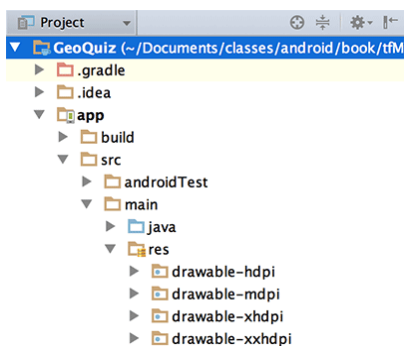 Project
GeoQuiz (~/Documents/classes/android/book/tfM
.gradle
.idea
app
build
src
androidTest
main
java
res
drawable-hdpi
drawable-mdpi
drawable-xhdpi
drawable-xxhdpi